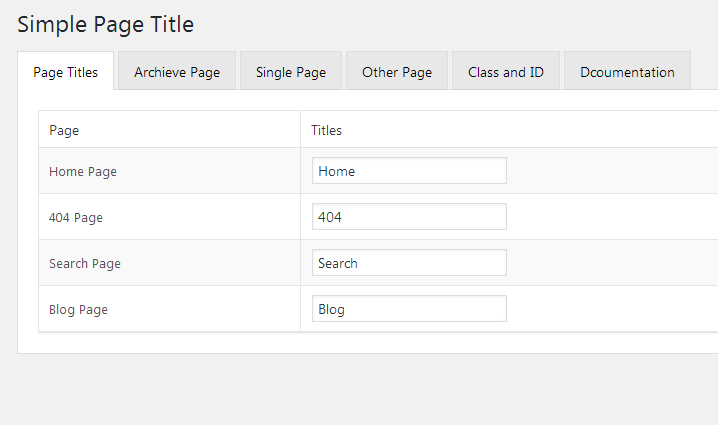 Simple Page Title
Page Titles Archieve Page Single Page Other Page Class and ID Dcoumentation
Page Titles
Home Page Home
404 Page 404
Search Page Search
Blog Page Blog